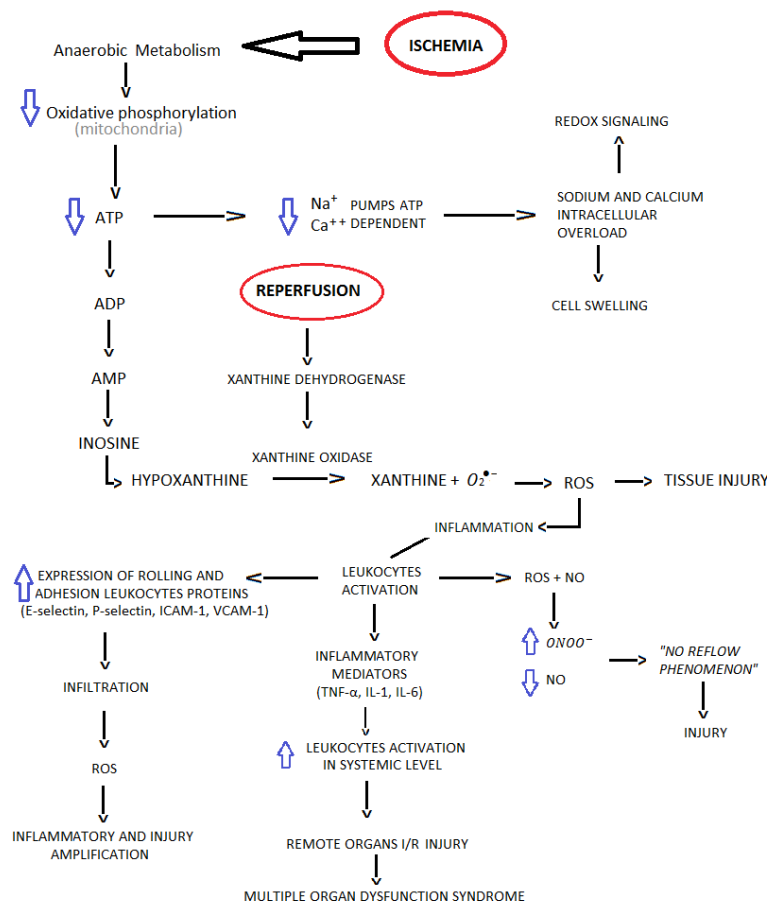 ISCHEMIA
Anaerobic Metabolism
Oxidative phosphorylation
(mitochondria)
REDOX SIGNALING
ATP
Na⁺ PUMPS ATP
Ca⁺⁺ DEPENDENT
SODIUM AND CALCIUM
INTRACELLULAR
OVERLOAD
CELL SWELLING
REPERFUSION
ADP
AMP
XANTHINE DEHYDROGENASE
INOSINE
XANTHINE OXIDASE
HYPOXANTHINE
XANTHINE + O₂•⁻
ROS
TISSUE INJURY
INFLAMMATION
EXPRESSION OF ROLLING AND
ADHESION LEUKOCYTES PROTEINS
(E-selectin, P-selectin, ICAM-1, VCAM-1)
LEUKOCYTES
ACTIVATION
ROS + NO
ONOO⁻
NO
"NO REFLOW
PHENOMENON"
INJURY
INFILTRATION
INFLAMMATORY
MEDIATORS
(TNF-α, IL-1, IL-6)
LEUKOCYTES ACTIVATION
IN SYSTEMIC LEVEL
ROS
INFLAMMATORY AND INJURY
AMPLIFICATION
REMOTE ORGANS I/R INJURY
MULTIPLE ORGAN DYSFUNCTION SYNDROME